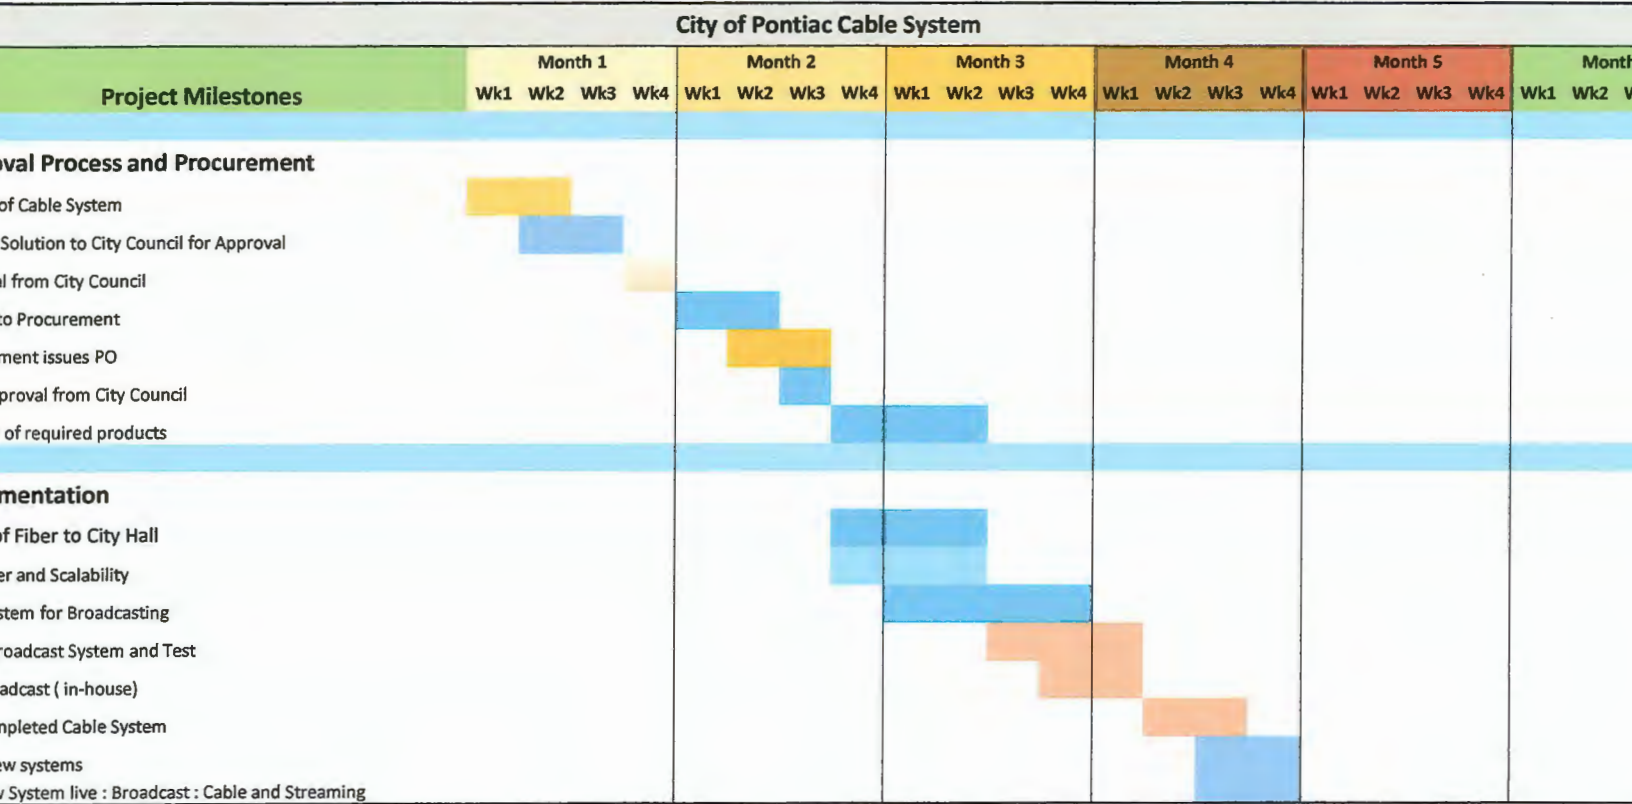 City of Pontiac Cable System
Month 1 Month 2 Month 3 Month 4 Month 5 Month
Project Milestones Wk1 Wk2 Wk3 Wk4 Wk1 Wk2 Wk3 Wk4 Wk1 Wk2 Wk3 Wk4 Wk1 Wk2 Wk3 Wk4 Wk1 Wk2 Wk3 Wk4 Wk1 Wk2 W
oval Process and Procurement
of Cable System
Solution to City Council for Approval
l from City Council
to Procurement
ment issues PO
proval from City Council
of required products
mentation
of Fiber to City Hall
er and Scalability
stem for Broadcasting
roadcast System and Test
adcast ( in-house)
mpleted Cable System
ew systems
System live : Broadcast : Cable and Streaming